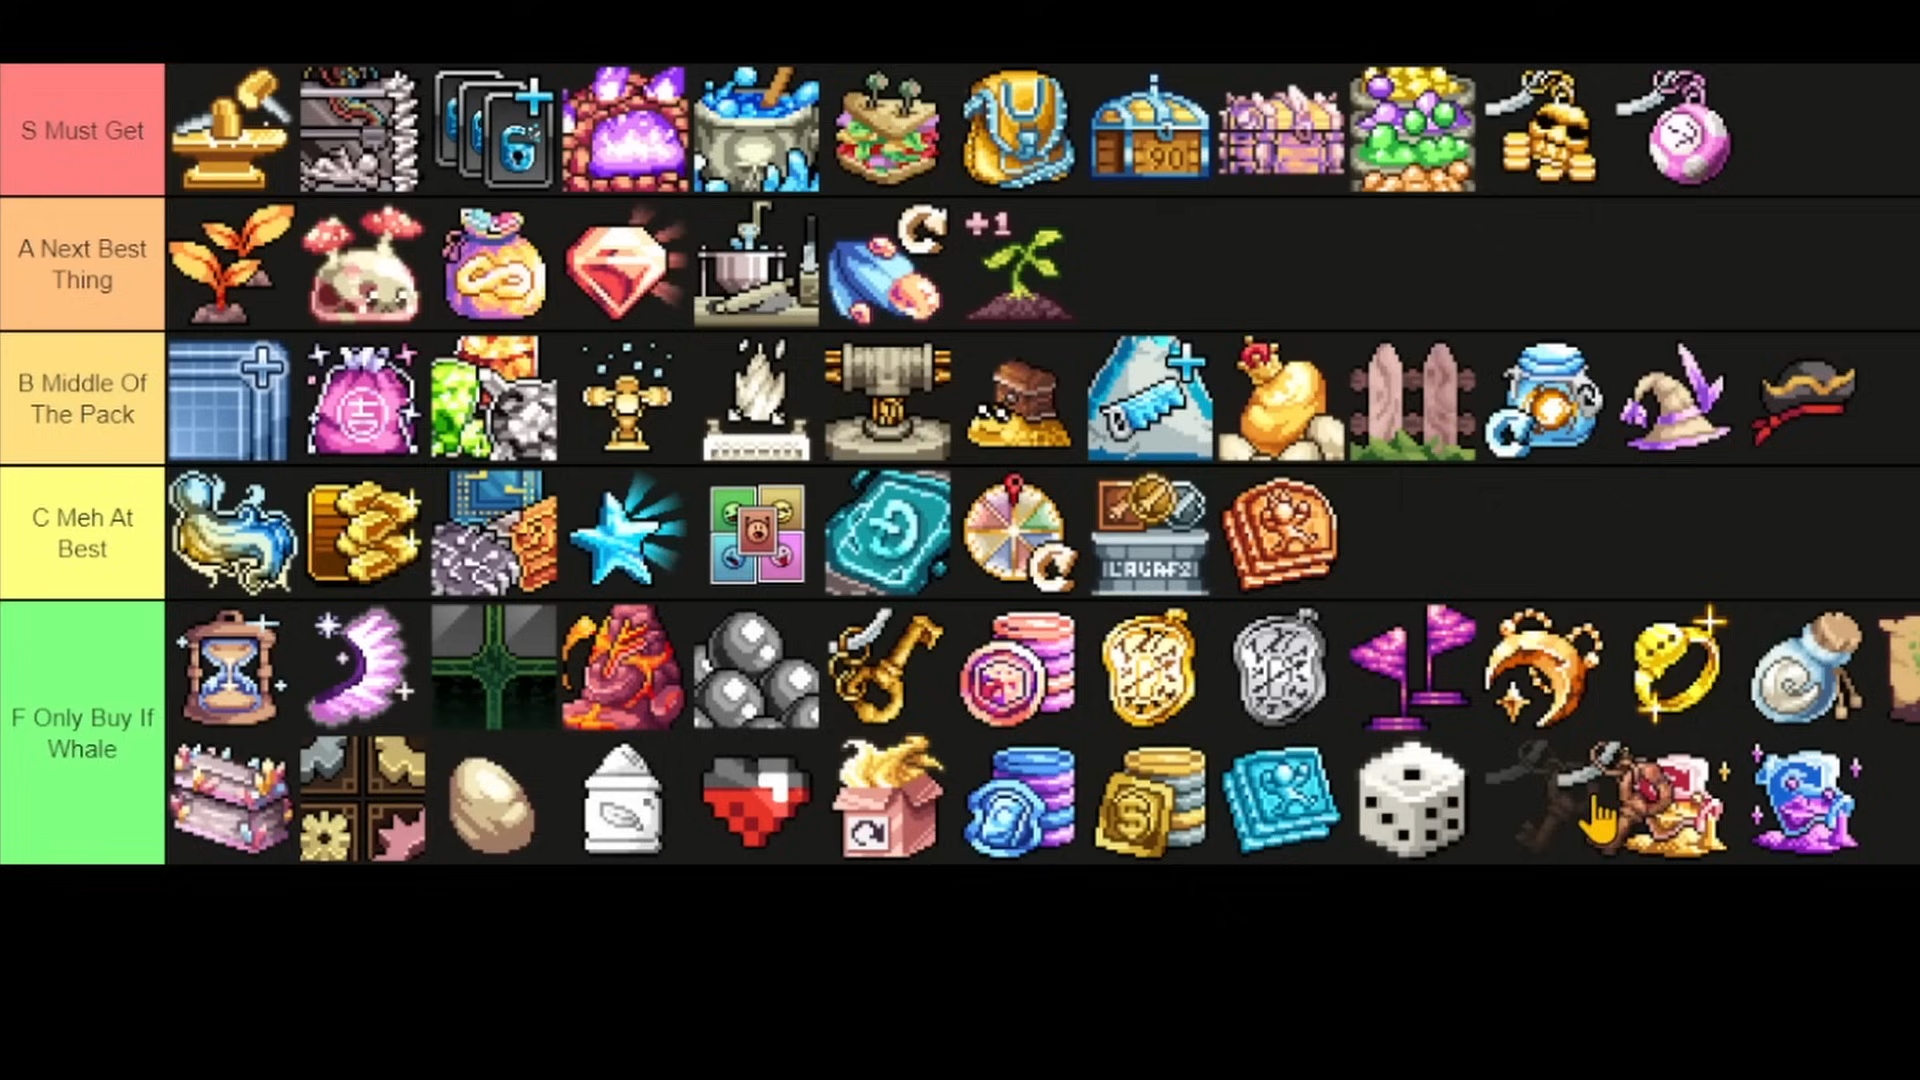 S Must Get
90
A Next Best
Thing
+1
B Middle Of
The Pack
C Meh At
Best
F Only Buy If
Whale
$